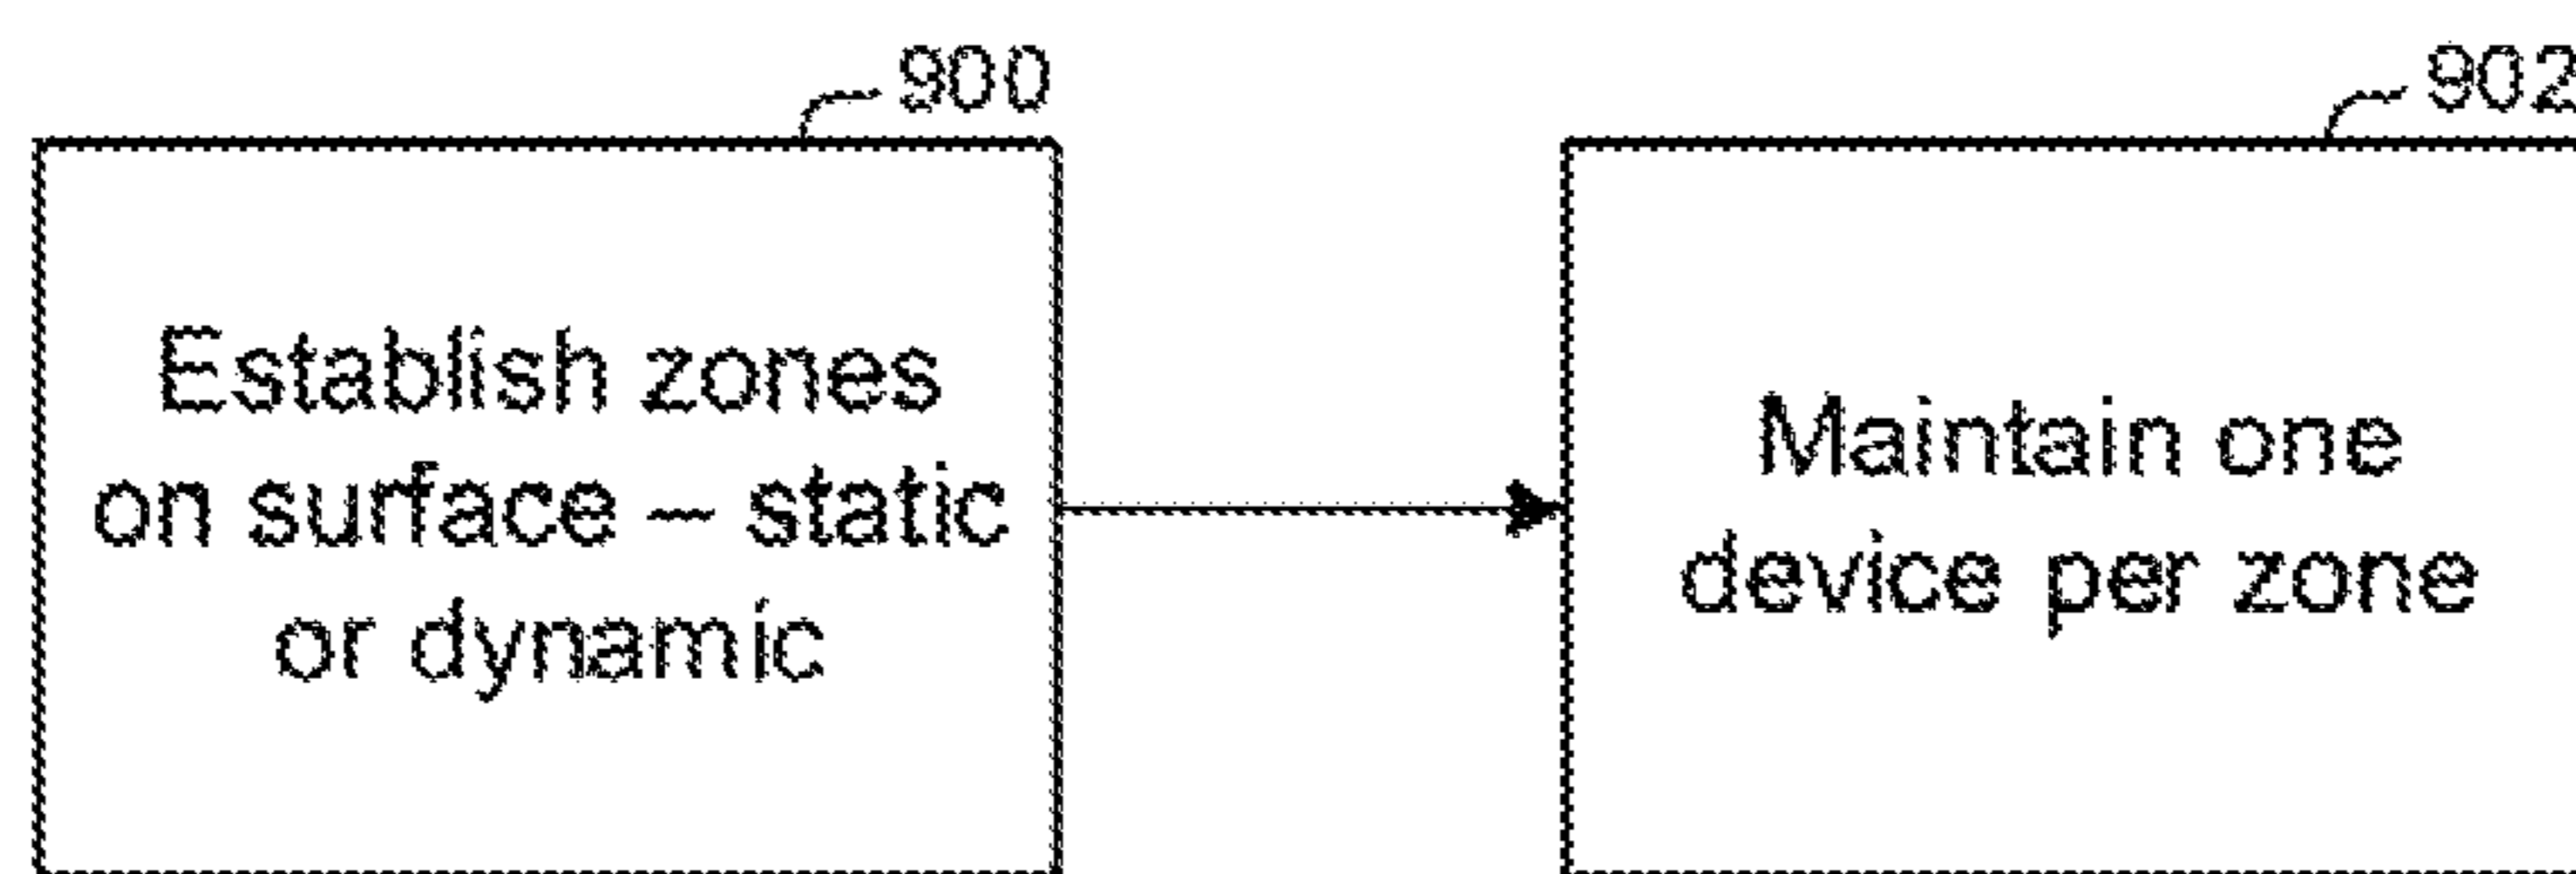 900
Establish zones
on surface – static
or dynamic
902
Maintain one
device per zone